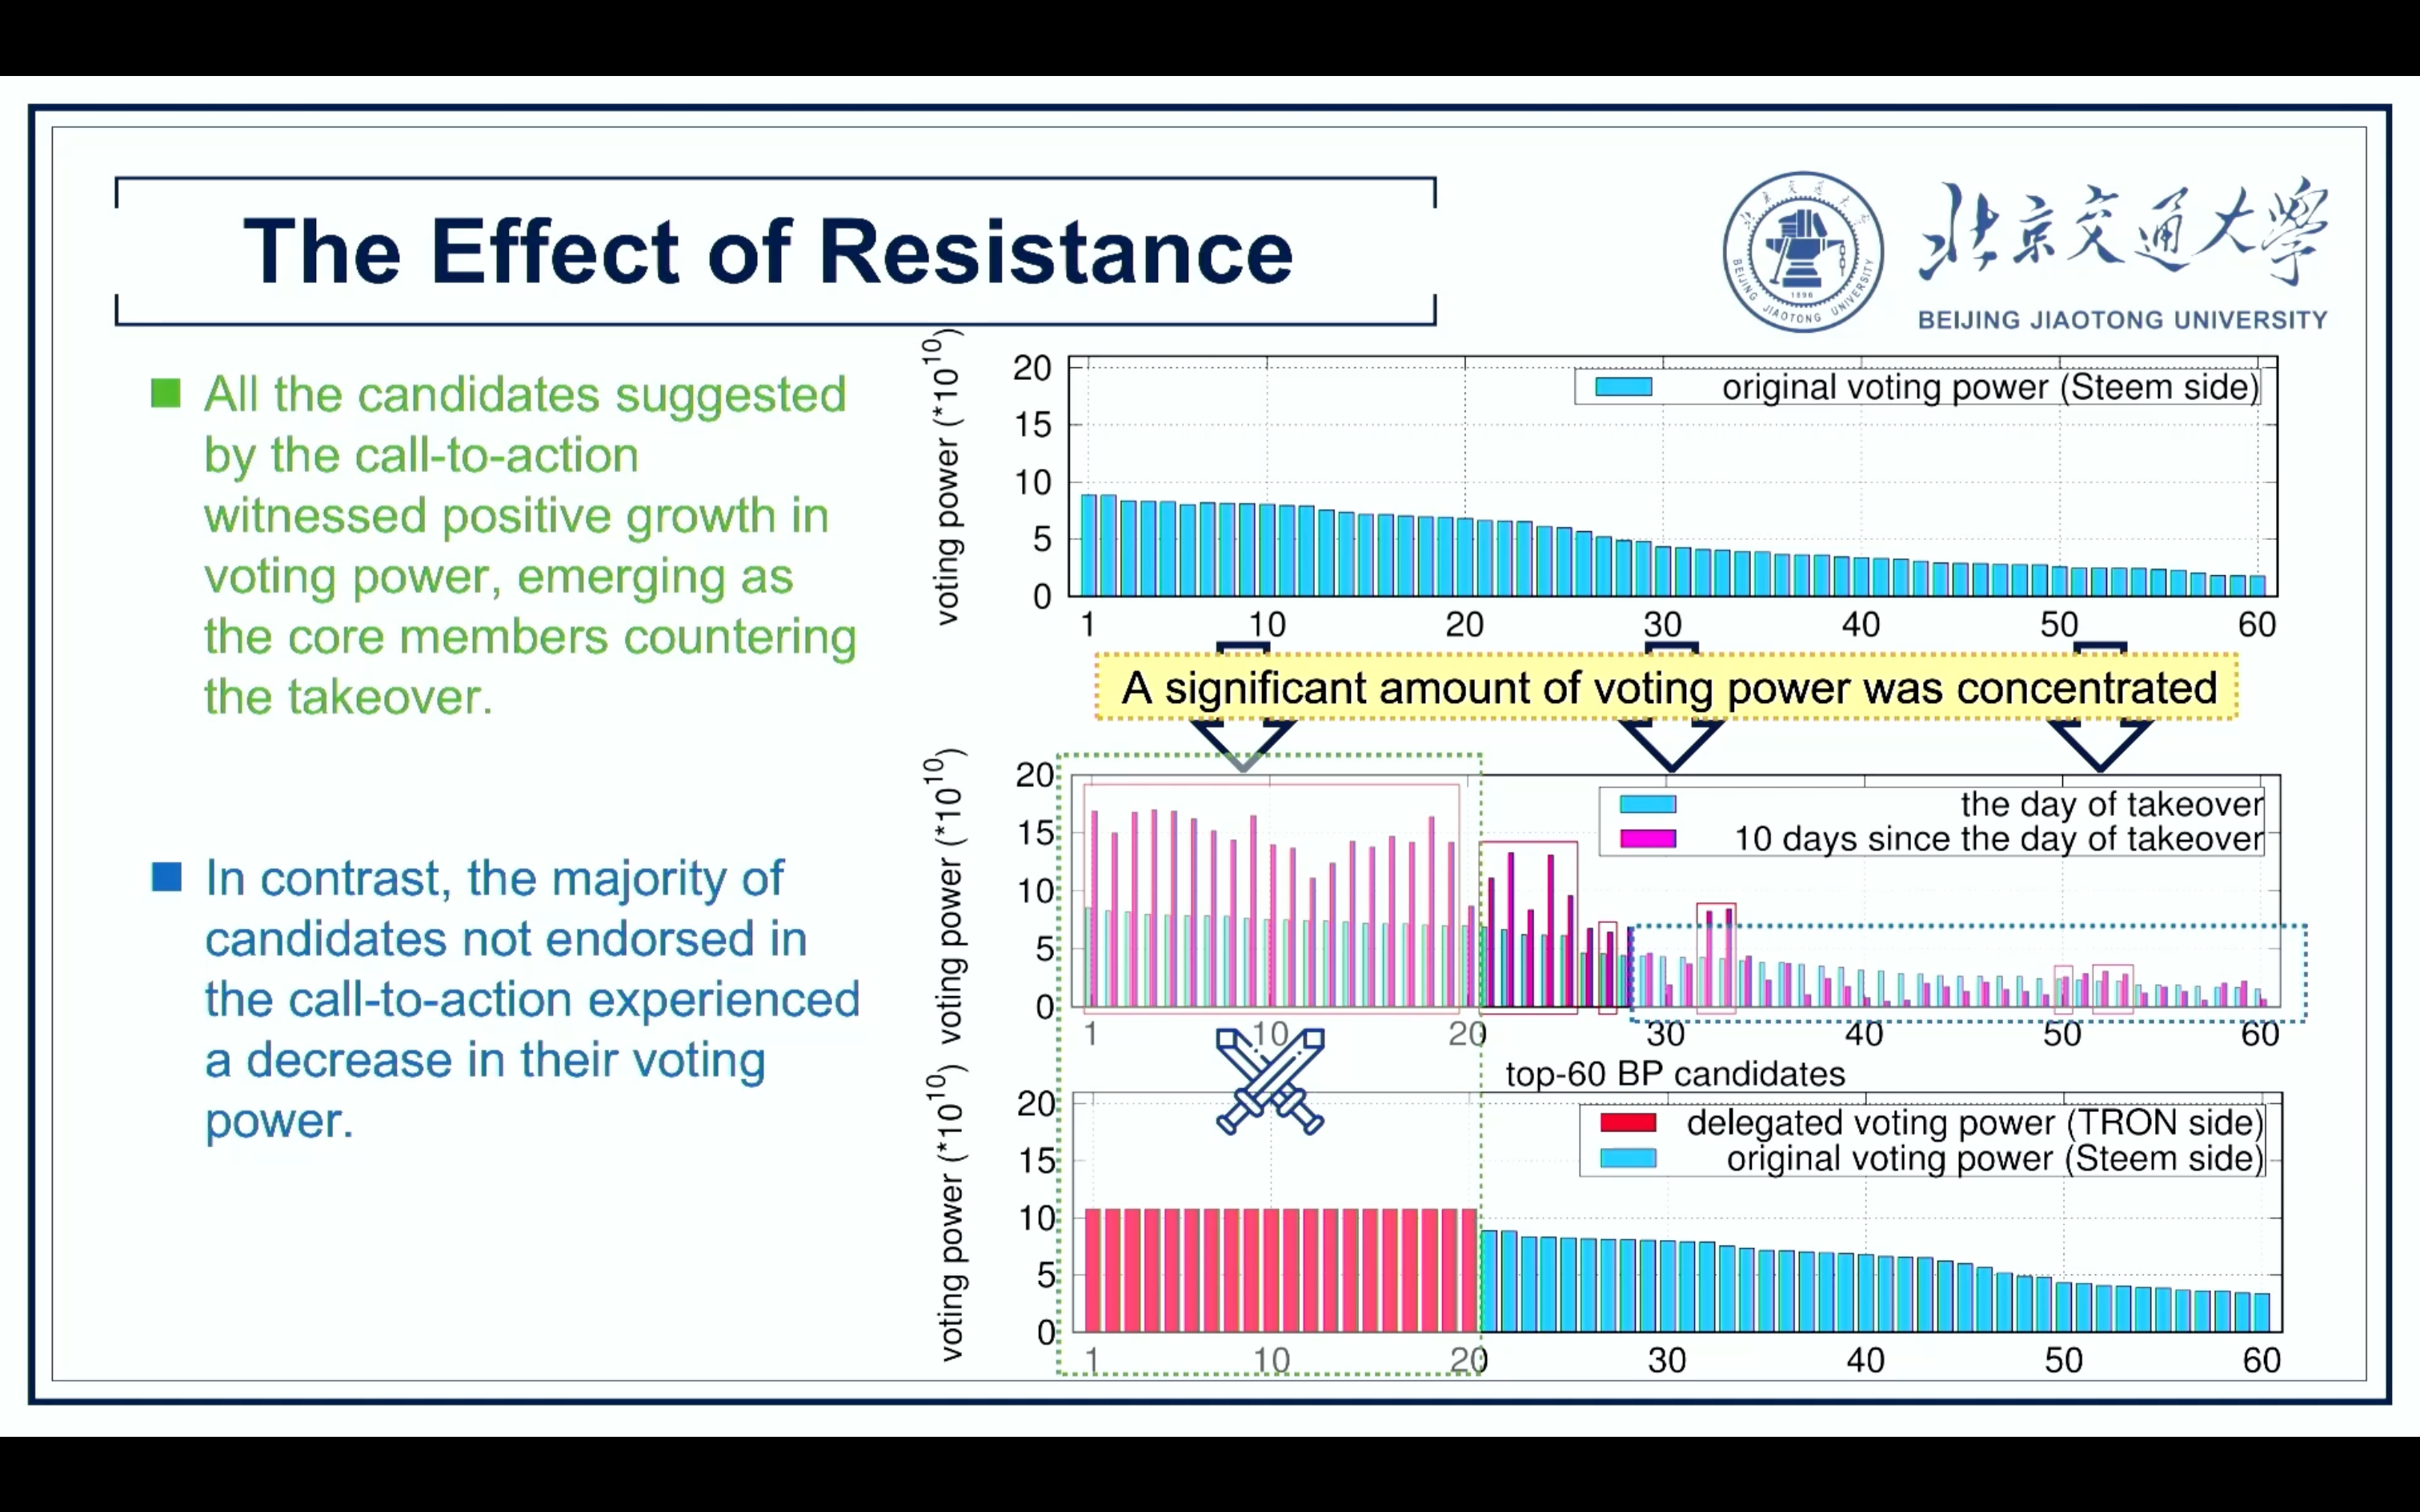 The Effect of Resistance
北京交通大學
BEIJING JIAOTONG UNIVERSITY
1896
BEIJING JIAOTONG UNIVERSITY
All the candidates suggested
by the call-to-action
witnessed positive growth in
voting power, emerging as
the core members countering
the takeover.
In contrast, the majority of
candidates not endorsed in
the call-to-action experienced
a decrease in their voting
power.
voting power (*10^10)
20
15
10
5
0
original voting power (Steem side)
1 10 20 30 40 50 60
A significant amount of voting power was concentrated
voting power (*10^10)
20
15
10
5
0
the day of takeover
10 days since the day of takeover
1 10 20 30 40 50 60
top-60 BP candidates
voting power (*10^10)
20
15
10
5
0
delegated voting power (TRON side)
original voting power (Steem side)
1 10 20 30 40 50 60